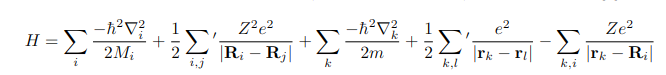 $H = \sum_{i} \frac{-\hbar^2 \nabla_i^2}{2M_i} + \frac{1}{2} {\sum_{i,j}}' \frac{Z^2 e^2}{|\mathbf{R}_i - \mathbf{R}_j|} + \sum_{k} \frac{-\hbar^2 \nabla_k^2}{2m} + \frac{1}{2} {\sum_{k,l}}' \frac{e^2}{|\mathbf{r}_k - \mathbf{r}_l|} - \sum_{k,i} \frac{Ze^2}{|\mathbf{r}_k - \mathbf{R}_i|}$